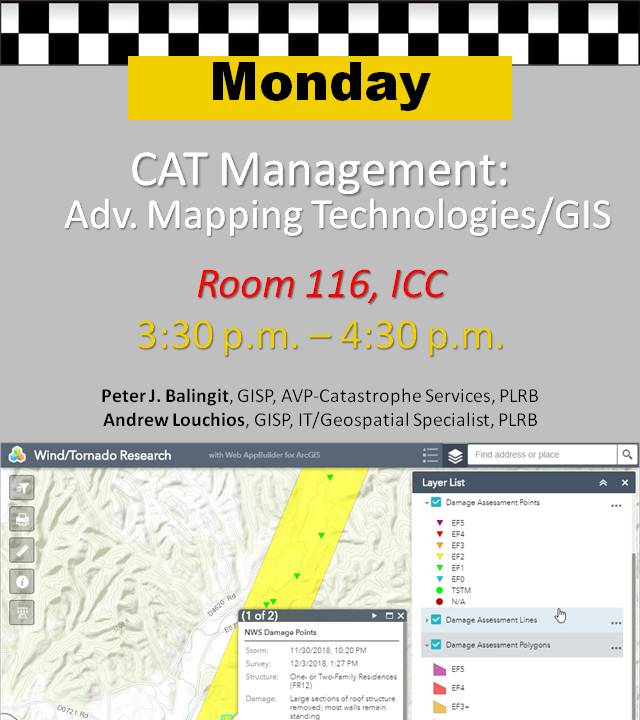 Monday
CAT Management:
Adv. Mapping Technologies/GIS
Room 116, ICC
3:30 p.m. – 4:30 p.m.
Peter J. Balingit, GISP, AVP-Catastrophe Services, PLRB
Andrew Louchios, GISP, IT/Geospatial Specialist, PLRB
Wind/Tornado Research
with Web AppBuilder for ArcGIS
Find address or place
Layer List
Damage Assessment Points
EF5
EF4
EF3
EF2
EF1
EF0
TSTM
N/A
Damage Assessment Lines
Damage Assessment Polygons
EF5
EF4
EF3+
D4620 Rd
D0721 Rd
(1 of 2)
NWS Damage Points
Storm: 11/30/2018, 10:20 PM
Survey: 12/3/2018, 1:27 PM
Structure: One- or Two-Family Residences
(FR12)
Damage: Large sections of roof structure
removed; most walls remain
standing